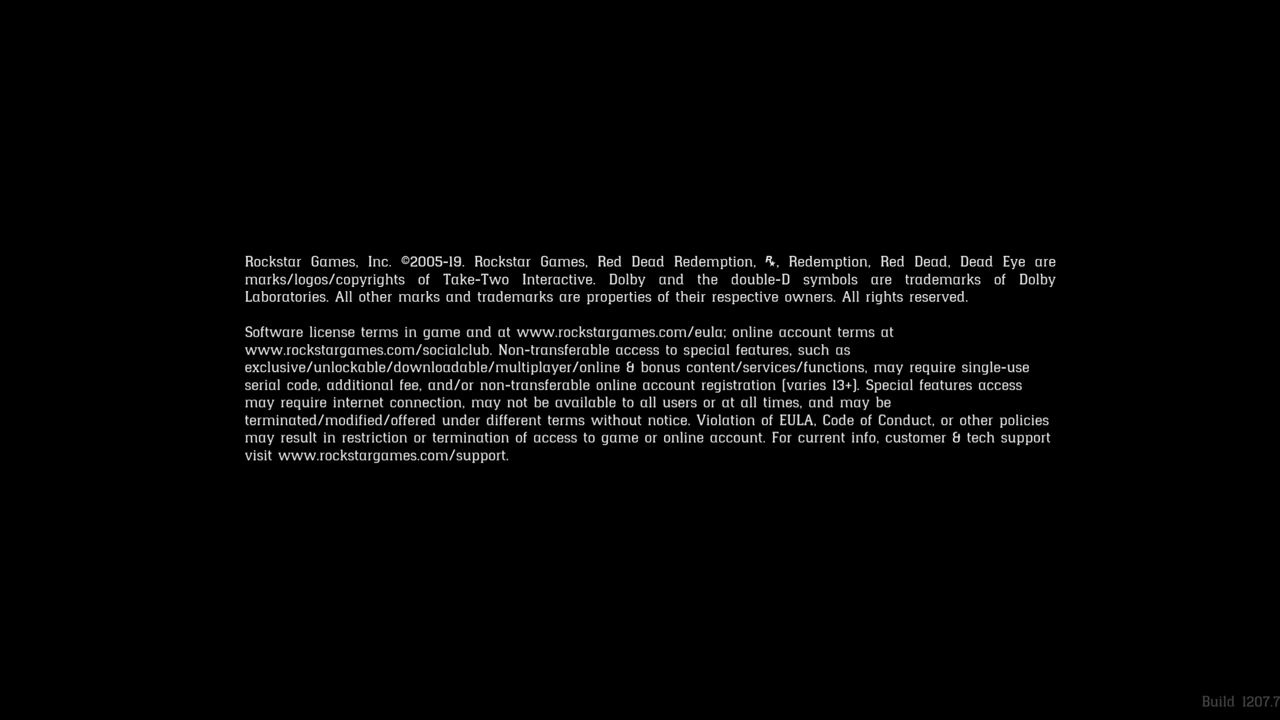 Rockstar Games, Inc. ©2005-19. Rockstar Games, Red Dead Redemption, R★, Redemption, Red Dead, Dead Eye are
marks/logos/copyrights of Take-Two Interactive. Dolby and the double-D symbols are trademarks of Dolby
Laboratories. All other marks and trademarks are properties of their respective owners. All rights reserved.
Software license terms in game and at www.rockstargames.com/eula; online account terms at
www.rockstargames.com/socialclub. Non-transferable access to special features, such as
exclusive/unlockable/downloadable/multiplayer/online & bonus content/services/functions, may require single-use
serial code, additional fee, and/or non-transferable online account registration (varies 13+). Special features access
may require internet connection, may not be available to all users or at all times, and may be
terminated/modified/offered under different terms without notice. Violation of EULA, Code of Conduct, or other policies
may result in restriction or termination of access to game or online account. For current info, customer & tech support
visit www.rockstargames.com/support.
Build 1207.7